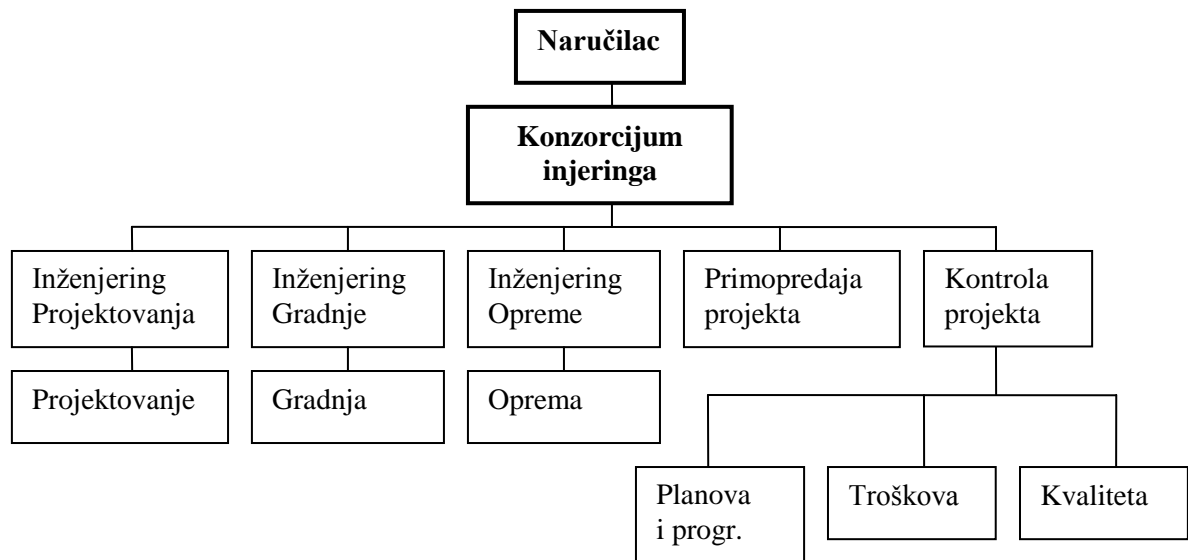 Naručilac
Konzorcijum
injeringa
Inženjering
Projektovanja
Inženjering
Gradnje
Inženjering
Opreme
Primopredaja
projekta
Kontrola
projekta
Projektovanje
Gradnja
Oprema
Planova
i progr.
Troškova
Kvaliteta